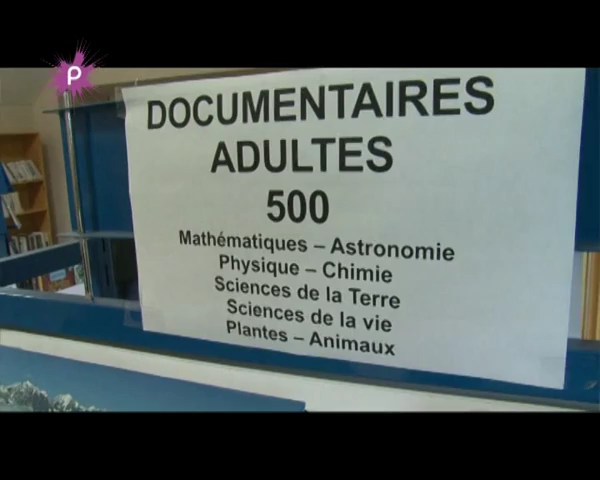 P
DOCUMENTAIRES
ADULTES
500
Mathématiques – Astronomie
Physique – Chimie
Sciences de la Terre
Sciences de la vie
Plantes – Animaux